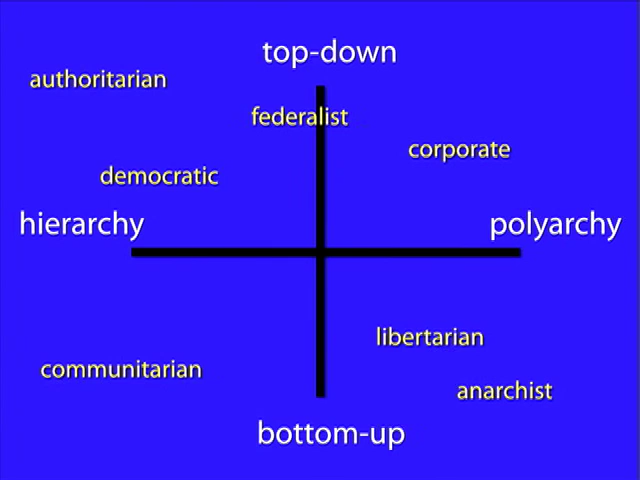 top-down
authoritarian
federalist
corporate
democratic
hierarchy
polyarchy
libertarian
communitarian
anarchist
bottom-up